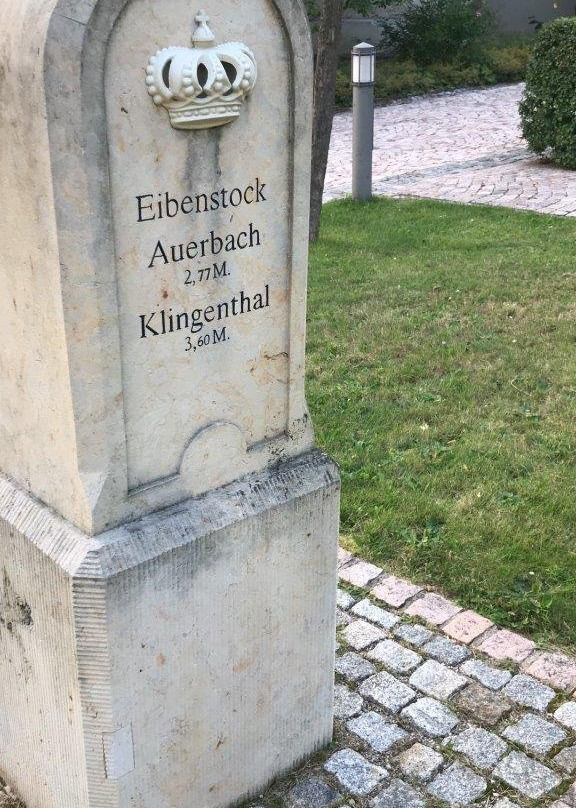 Eibenstock
Auerbach
2,77 M.
Klingenthal
3,60 M.